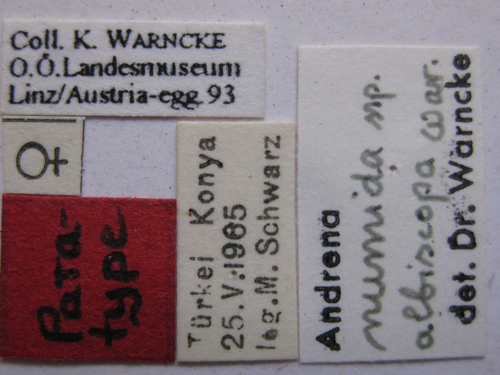 Coll. K. WARNCKE
O.Ö.Landesmuseum
Linz/Austria-egg.93
♀
Para-
type
Türkei Konya
25.V.1965
leg.M. Schwarz
Andrena
numida ssp.
albiscopa War.
det. Dr. Warncke